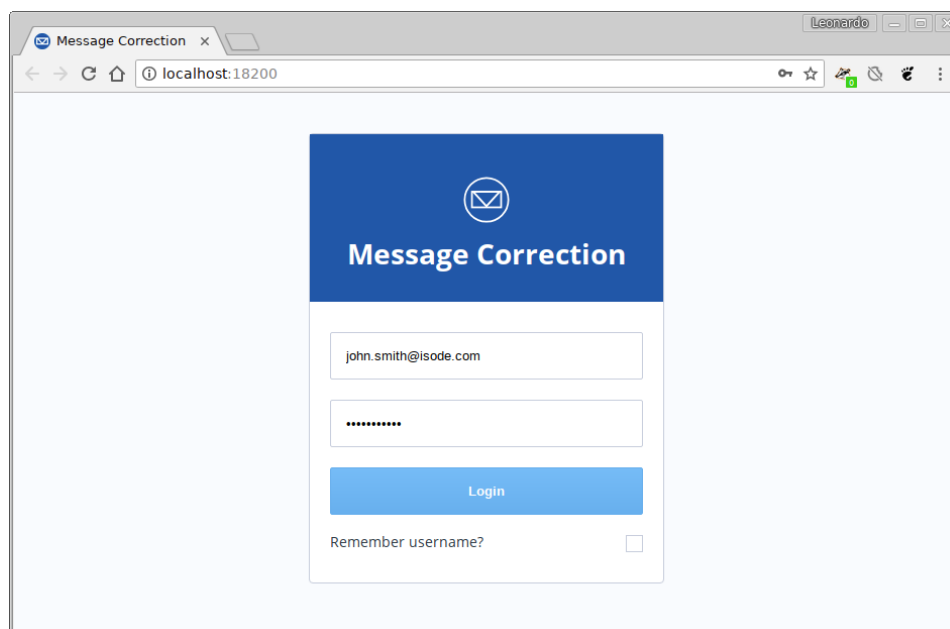 Leonardo
Message Correction
localhost:18200
0
Message Correction
john.smith@isode.com
•••••••••••
Login
Remember username?